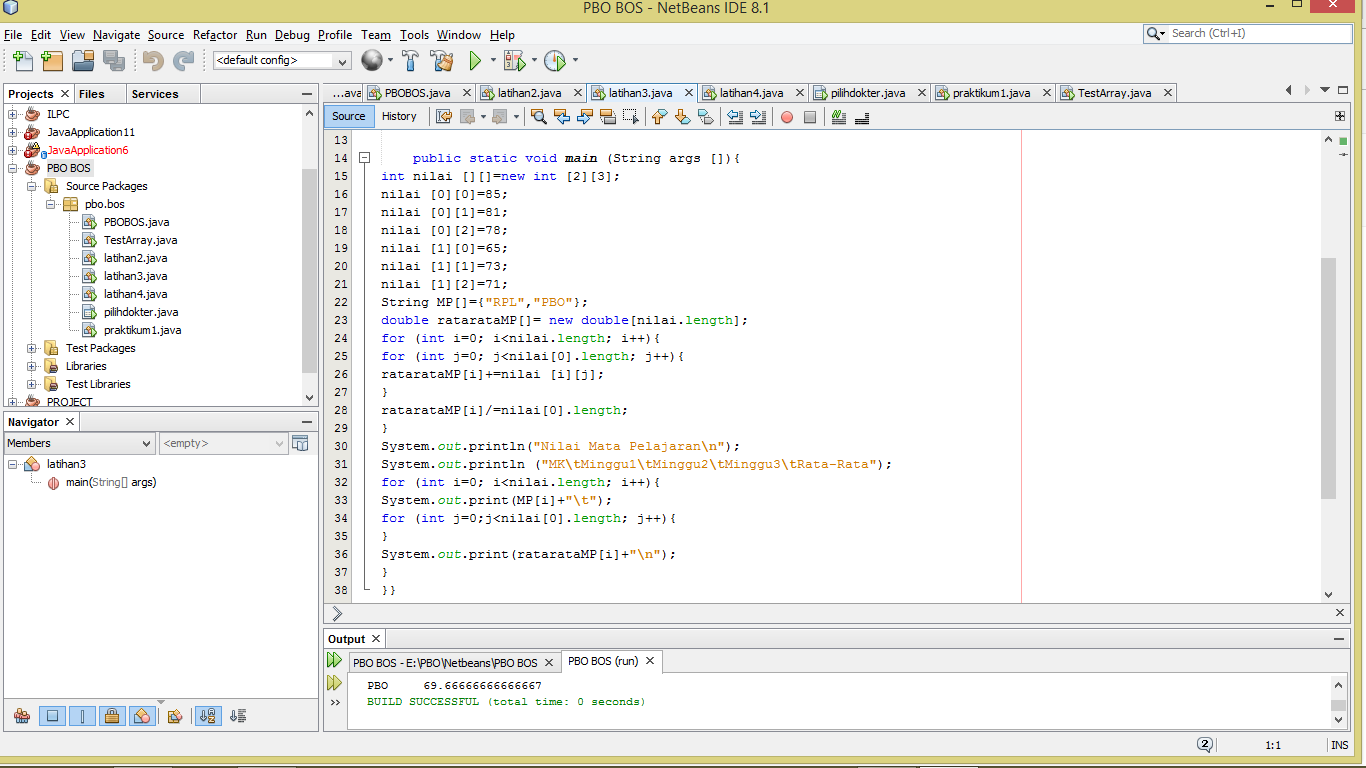 PBO BOS - NetBeans IDE 8.1
File Edit View Navigate Source Refactor Run Debug Profile Team Tools Window Help
Search (Ctrl+I)
<default config>
Projects Files Services
ILPC
JavaApplication11
JavaApplication6
PBO BOS
Source Packages
pbo.bos
PBOBOS.java
TestArray.java
latihan2.java
latihan3.java
latihan4.java
pilihdokter.java
praktikum1.java
Test Packages
Libraries
Test Libraries
PROJECT
Navigator
Members
<empty>
latihan3
main(String[] args)
...ava PBOBOS.java latihan2.java latihan3.java latihan4.java pilihdokter.java praktikum1.java TestArray.java
Source History
13
14 public static void main (String args []){
15 int nilai [][]=new int [2][3];
16 nilai [0][0]=85;
17 nilai [0][1]=81;
18 nilai [0][2]=78;
19 nilai [1][0]=65;
20 nilai [1][1]=73;
21 nilai [1][2]=71;
22 String MP[]={"RPL","PBO"};
23 double ratarataMP[]= new double[nilai.length];
24 for (int i=0; i<nilai.length; i++){
25 for (int j=0; j<nilai[0].length; j++){
26 ratarataMP[i]+=nilai [i][j];
27 }
28 ratarataMP[i]/=nilai[0].length;
29 }
30 System.out.println("Nilai Mata Pelajaran\n");
31 System.out.println ("MK\tMinggu1\tMinggu2\tMinggu3\tRata-Rata");
32 for (int i=0; i<nilai.length; i++){
33 System.out.print(MP[i]+"\t");
34 for (int j=0;j<nilai[0].length; j++){
35 }
36 System.out.print(ratarataMP[i]+"\n");
37 }
38 }}
Output
PBO BOS - E:\PBO\Netbeans\PBO BOS PBO BOS (run)
PBO 69.66666666666667
BUILD SUCCESSFUL (total time: 0 seconds)
2 1:1 INS